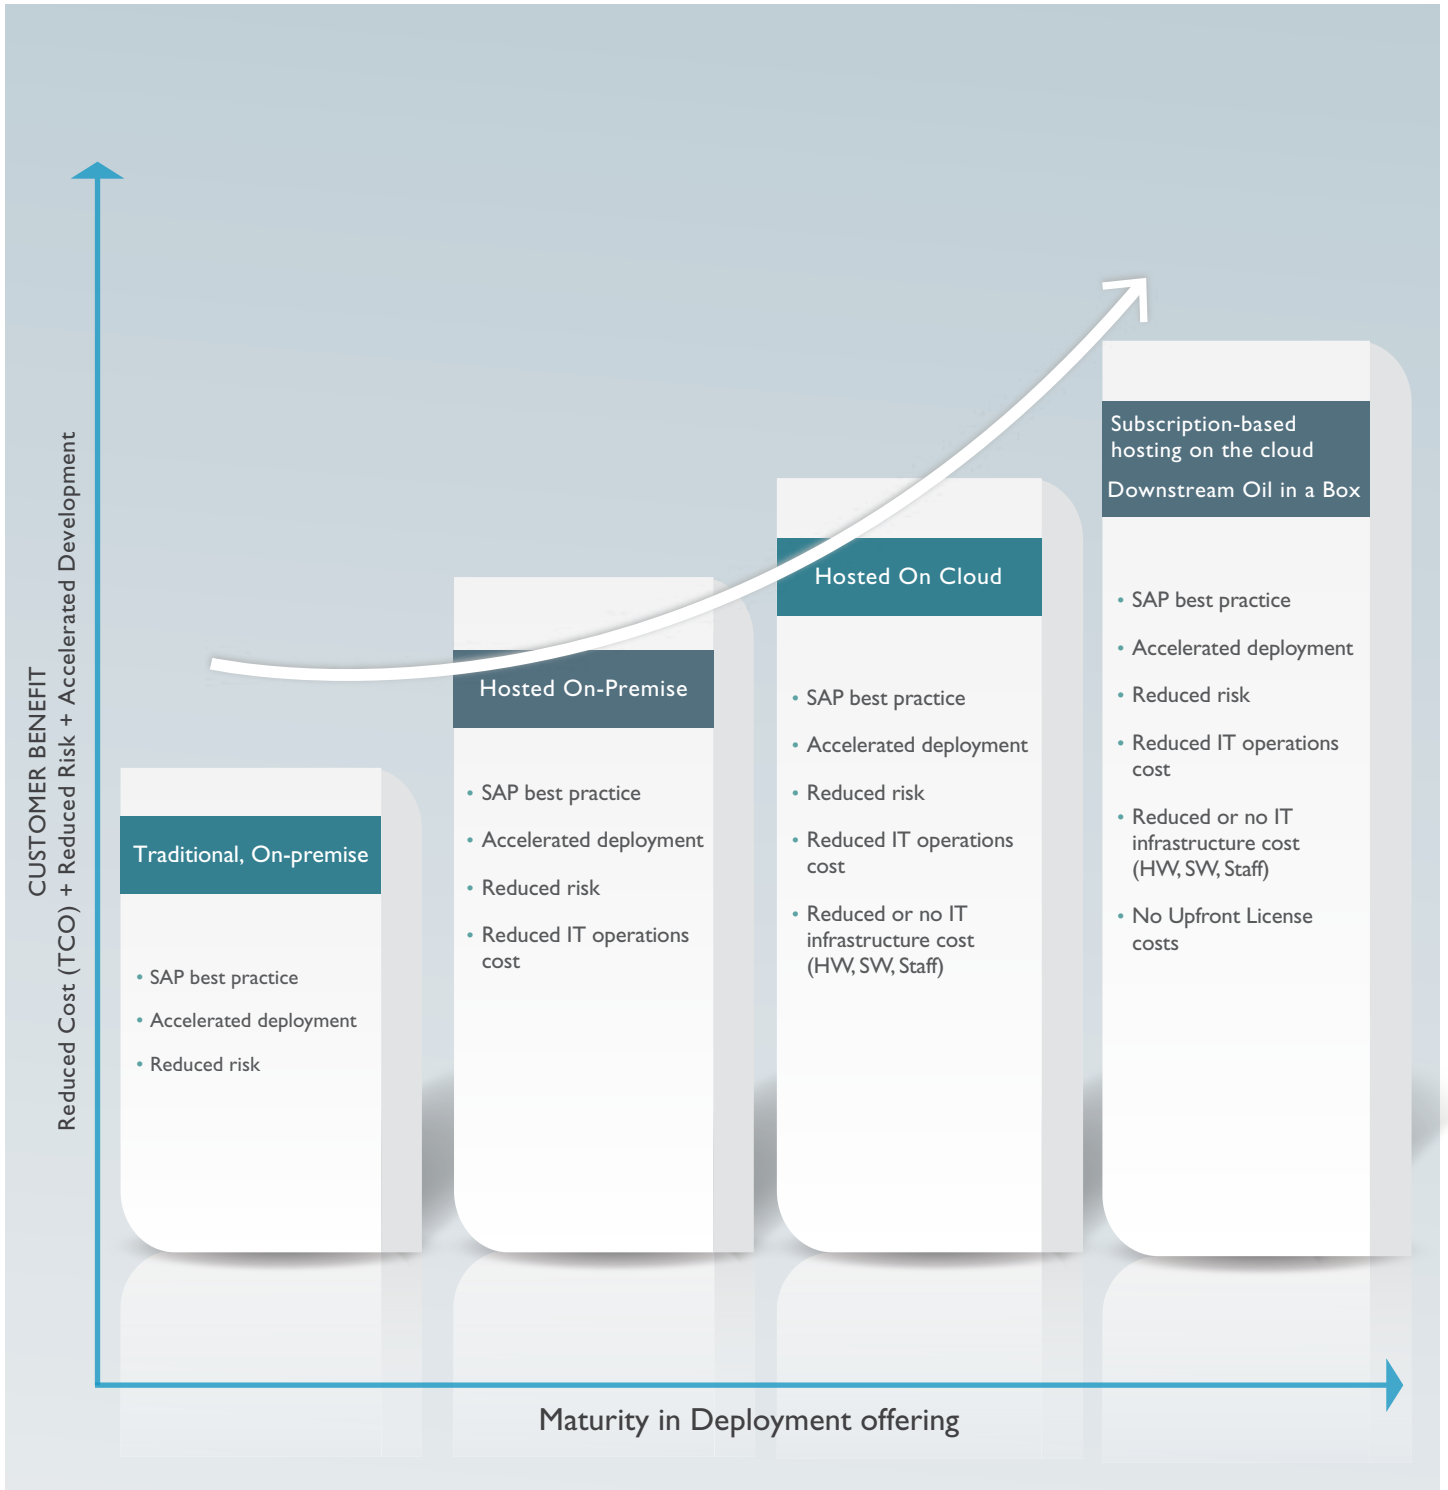 CUSTOMER BENEFIT
Reduced Cost (TCO) + Reduced Risk + Accelerated Development
Traditional, On-premise
• SAP best practice
• Accelerated deployment
• Reduced risk
Hosted On-Premise
• SAP best practice
• Accelerated deployment
• Reduced risk
• Reduced IT operations
cost
Hosted On Cloud
• SAP best practice
• Accelerated deployment
• Reduced risk
• Reduced IT operations
cost
• Reduced or no IT
infrastructure cost
(HW, SW, Staff)
Subscription-based
hosting on the cloud
Downstream Oil in a Box
• SAP best practice
• Accelerated deployment
• Reduced risk
• Reduced IT operations
cost
• Reduced or no IT
infrastructure cost
(HW, SW, Staff)
• No Upfront License
costs
Maturity in Deployment offering